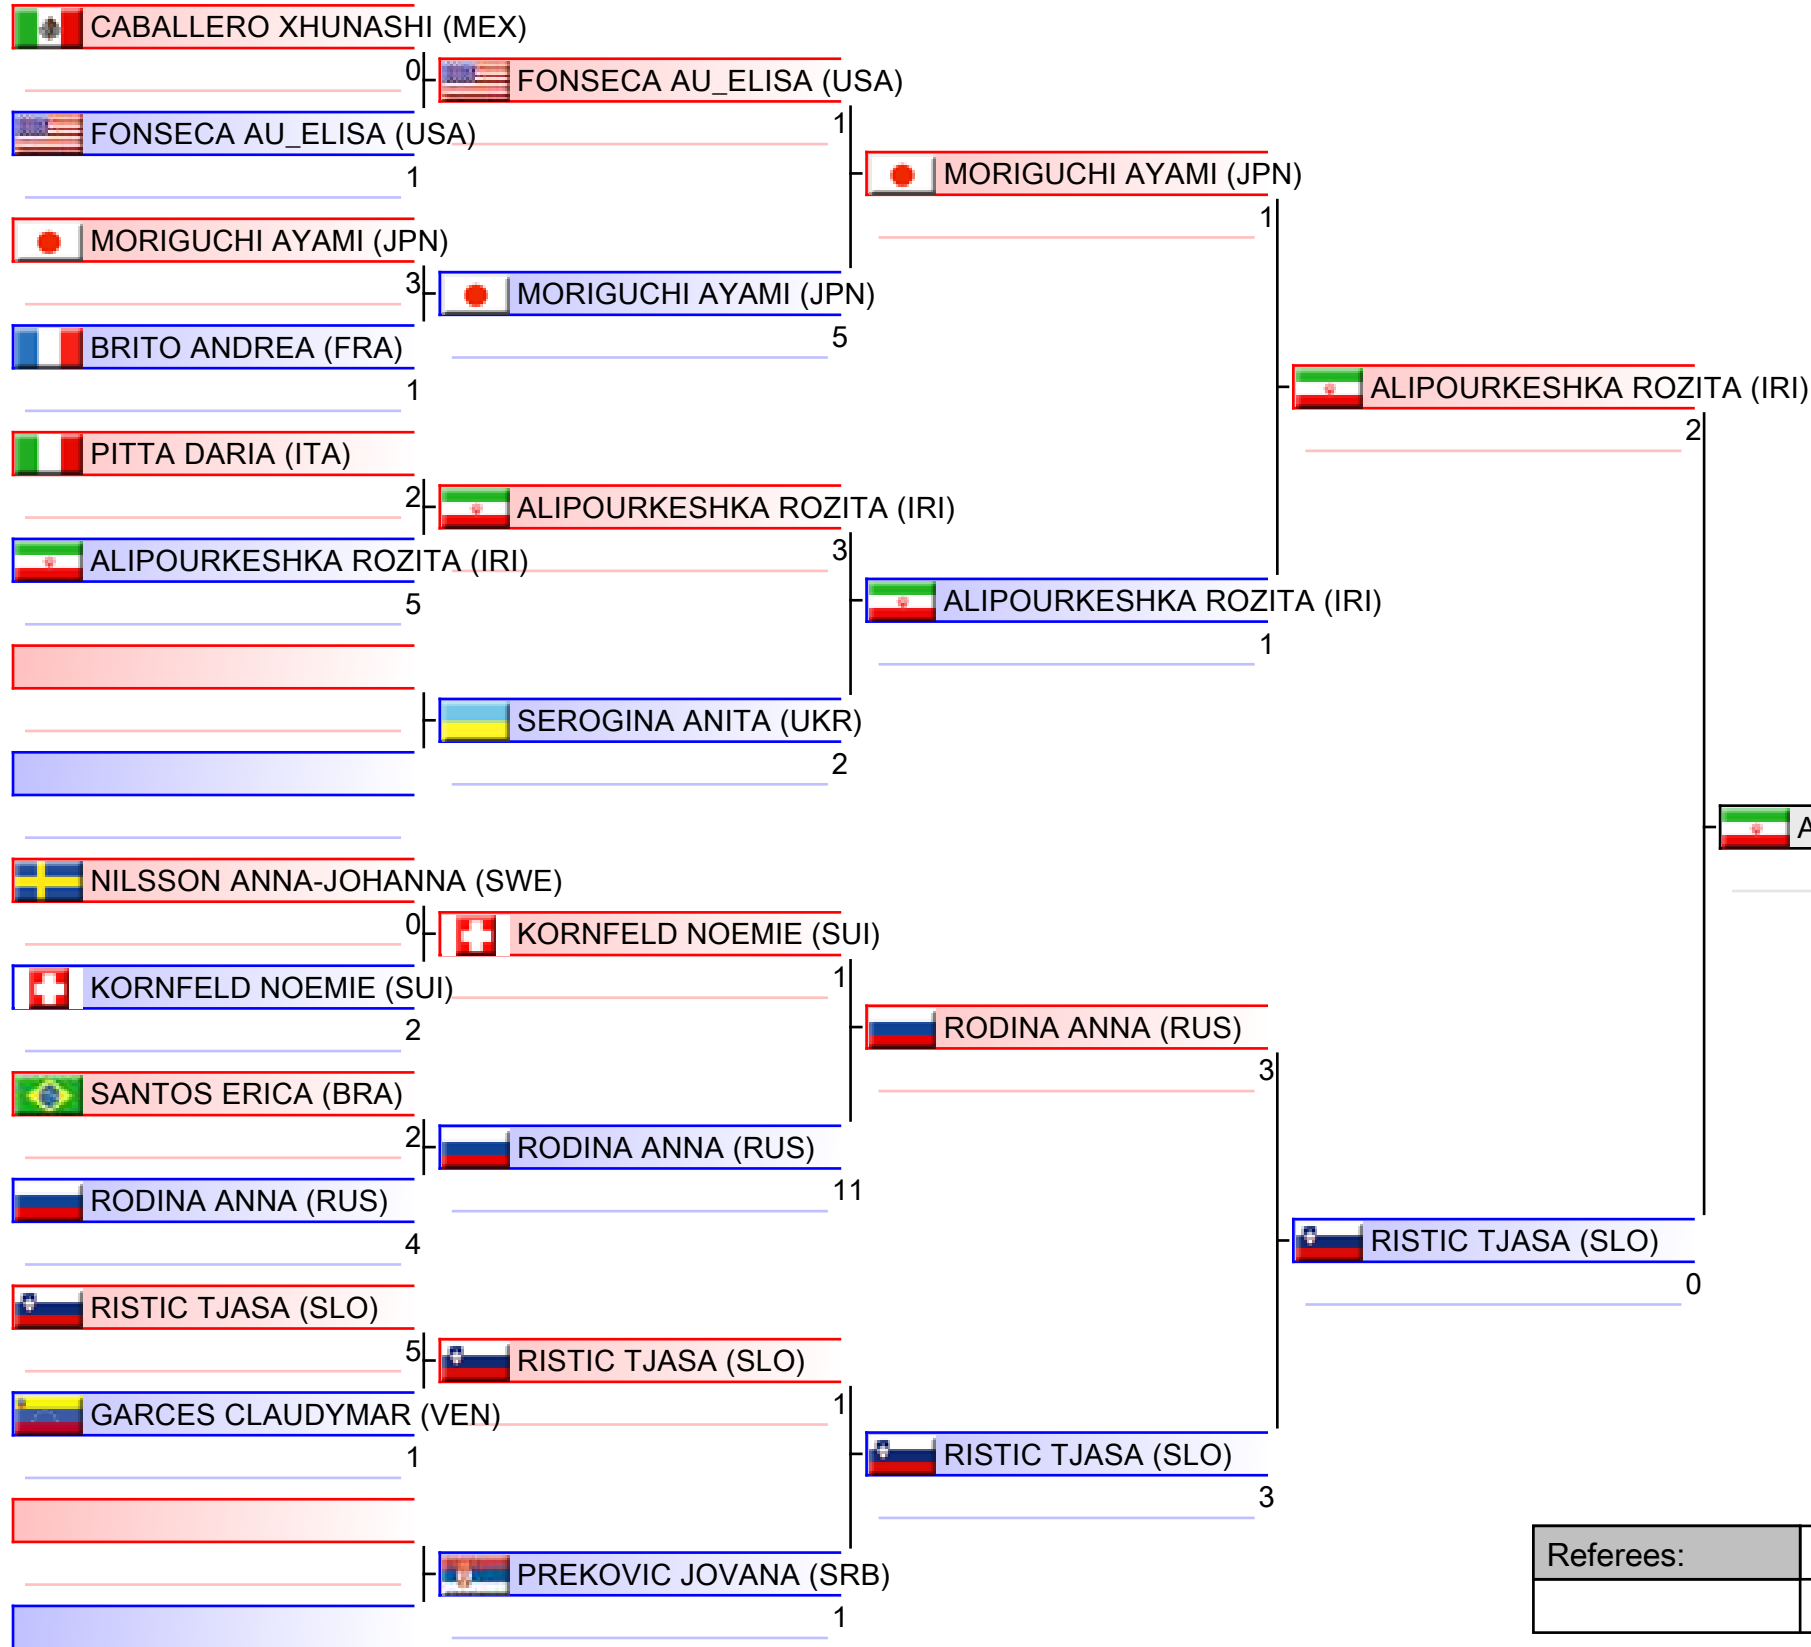 CABALLERO XHUNASHI (MEX)
0
FONSECA AU_ELISA (USA)
FONSECA AU_ELISA (USA)
1
1
MORIGUCHI AYAMI (JPN)
1
MORIGUCHI AYAMI (JPN)
3
MORIGUCHI AYAMI (JPN)
5
BRITO ANDREA (FRA)
1
ALIPOURKESHKA ROZITA (IRI)
2
PITTA DARIA (ITA)
2
ALIPOURKESHKA ROZITA (IRI)
3
ALIPOURKESHKA ROZITA (IRI)
5
ALIPOURKESHKA ROZITA (IRI)
1
SEROGINA ANITA (UKR)
2
A
NILSSON ANNA-JOHANNA (SWE)
0
KORNFELD NOEMIE (SUI)
1
KORNFELD NOEMIE (SUI)
2
RODINA ANNA (RUS)
3
SANTOS ERICA (BRA)
2
RODINA ANNA (RUS)
11
RODINA ANNA (RUS)
4
RISTIC TJASA (SLO)
0
RISTIC TJASA (SLO)
5
RISTIC TJASA (SLO)
1
GARCES CLAUDYMAR (VEN)
1
RISTIC TJASA (SLO)
3
PREKOVIC JOVANA (SRB)
1
Referees: